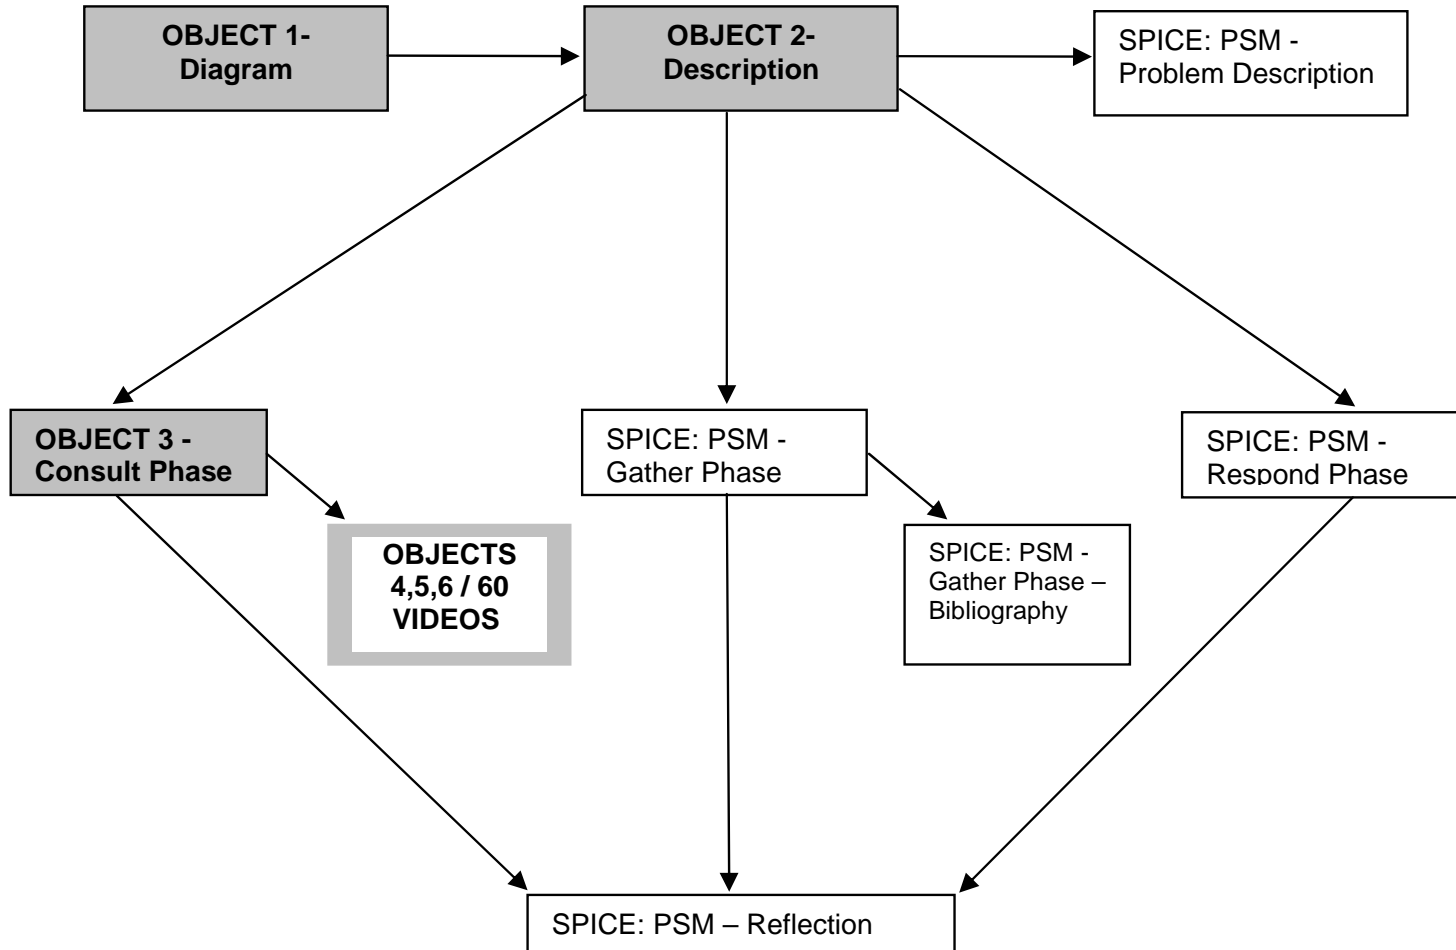 OBJECT 1-
Diagram
OBJECT 2-
Description
SPICE: PSM -
Problem Description
OBJECT 3 -
Consult Phase
SPICE: PSM -
Gather Phase
SPICE: PSM -
Respond Phase
OBJECTS
4,5,6 / 60
VIDEOS
SPICE: PSM -
Gather Phase –
Bibliography
SPICE: PSM – Reflection